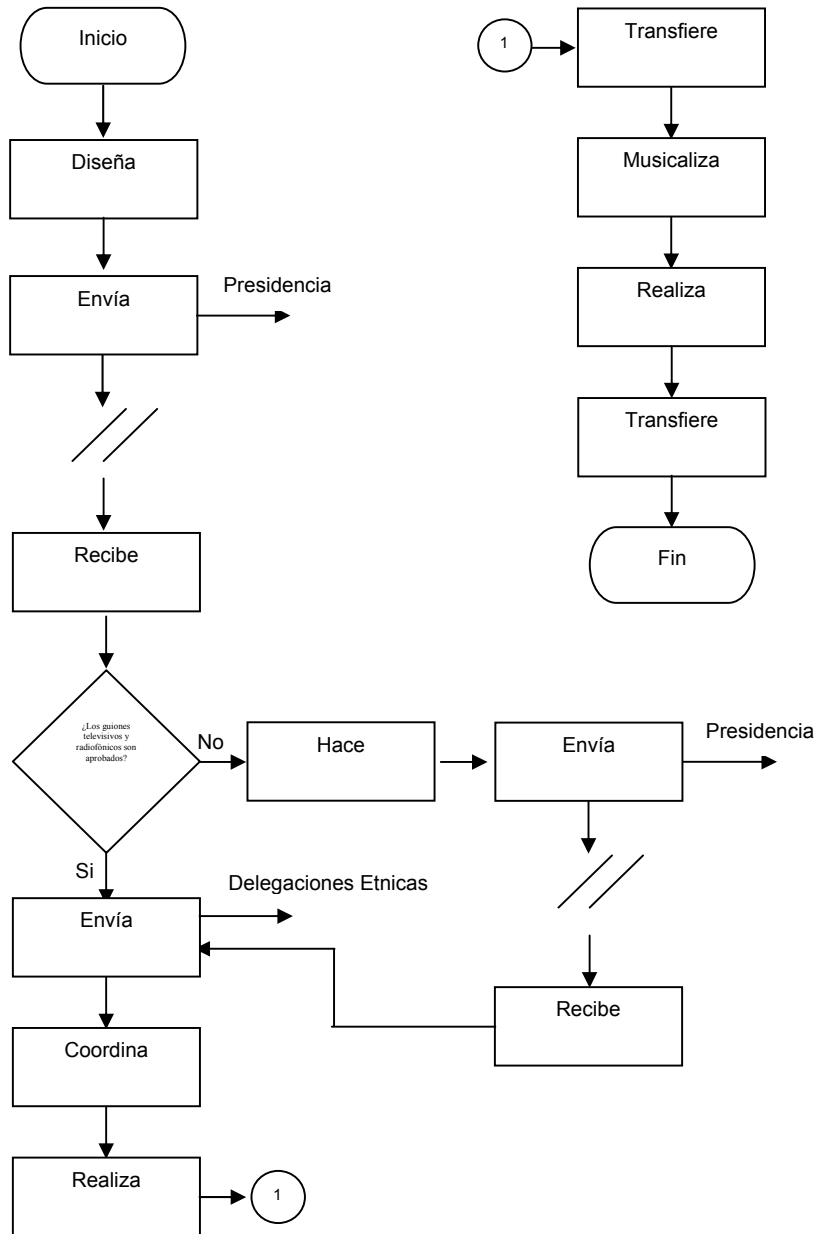 Inicio
Diseña
Envía
Presidencia
Recibe
¿Los guiones
televisivos y
radiofónicos son
aprobados?
No
Hace
Envía
Presidencia
Recibe
Si
Envía
Delegaciones Etnicas
Coordina
Realiza
1
1
Transfiere
Musicaliza
Realiza
Transfiere
Fin